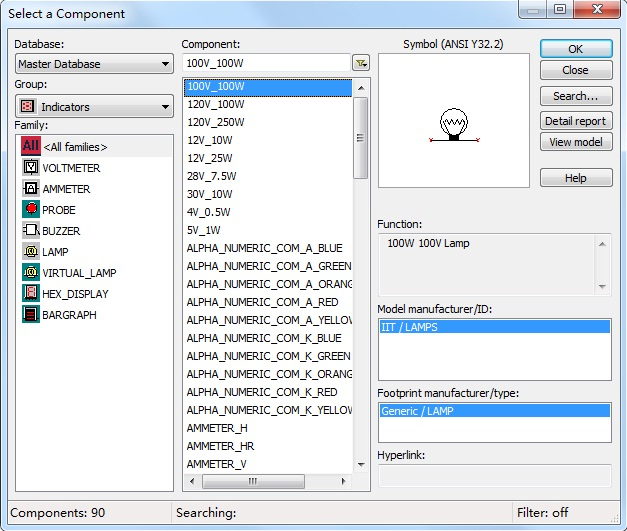 Select a Component
Database:
Master Database
Group:
Indicators
Family:
All <All families>
VOLTMETER
AMMETER
PROBE
BUZZER
LAMP
VIRTUAL_LAMP
HEX_DISPLAY
BARGRAPH
Component:
100V_100W
100V_100W
120V_100W
120V_250W
12V_10W
12V_25W
28V_7.5W
30V_10W
4V_0.5W
5V_1W
ALPHA_NUMERIC_COM_A_BLUE
ALPHA_NUMERIC_COM_A_GREEN
ALPHA_NUMERIC_COM_A_ORANG
ALPHA_NUMERIC_COM_A_RED
ALPHA_NUMERIC_COM_A_YELLOW
ALPHA_NUMERIC_COM_K_BLUE
ALPHA_NUMERIC_COM_K_GREEN
ALPHA_NUMERIC_COM_K_ORANG
ALPHA_NUMERIC_COM_K_RED
ALPHA_NUMERIC_COM_K_YELLOW
AMMETER_H
AMMETER_HR
AMMETER_V
Symbol (ANSI Y32.2)
Function:
100W 100V Lamp
Model manufacturer/ID:
IIT / LAMPS
Footprint manufacturer/type:
Generic / LAMP
Hyperlink:
OK
Close
Search...
Detail report
View model
Help
Components: 90
Searching:
Filter: off